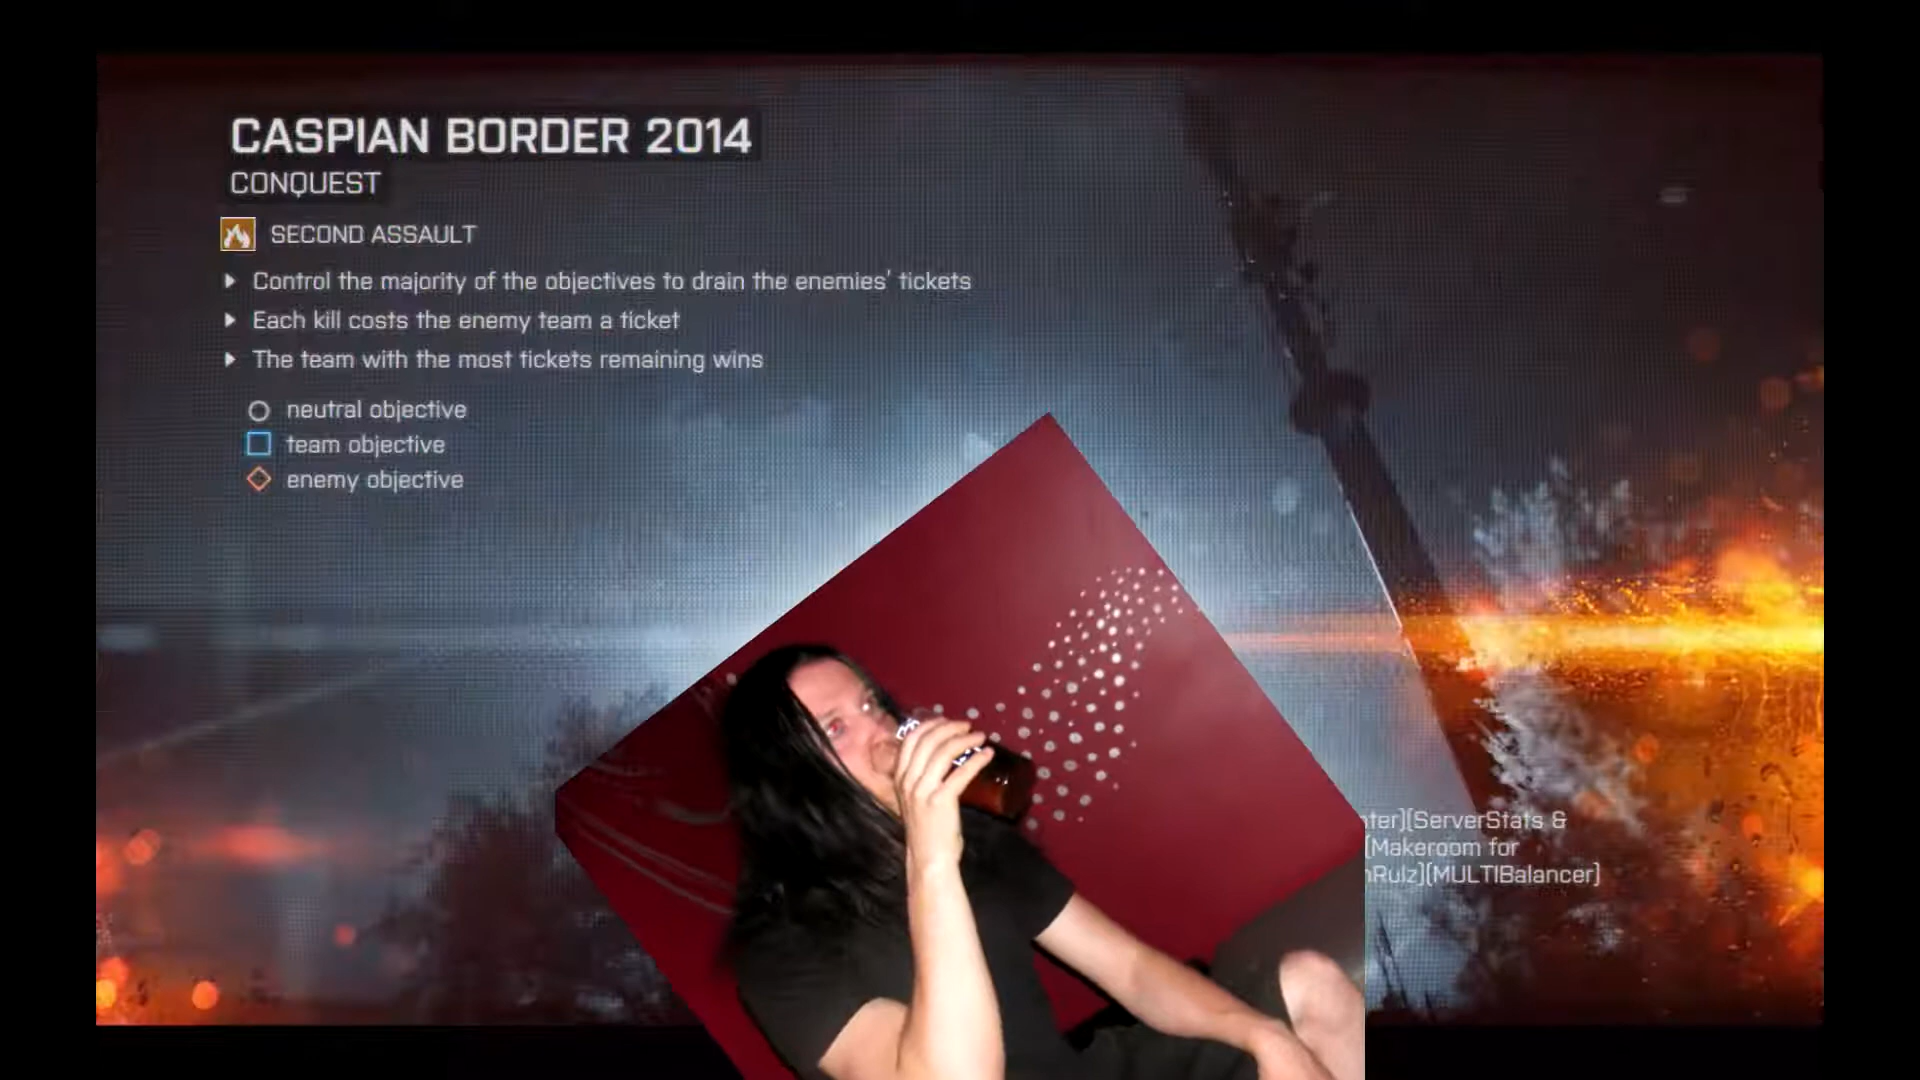 CASPIAN BORDER 2014
CONQUEST
SECOND ASSAULT
Control the majority of the objectives to drain the enemies' tickets
Each kill costs the enemy team a ticket
The team with the most tickets remaining wins
neutral objective
team objective
enemy objective
)(ServerStats &
(Makeroom for
)(MULTIBalancer)